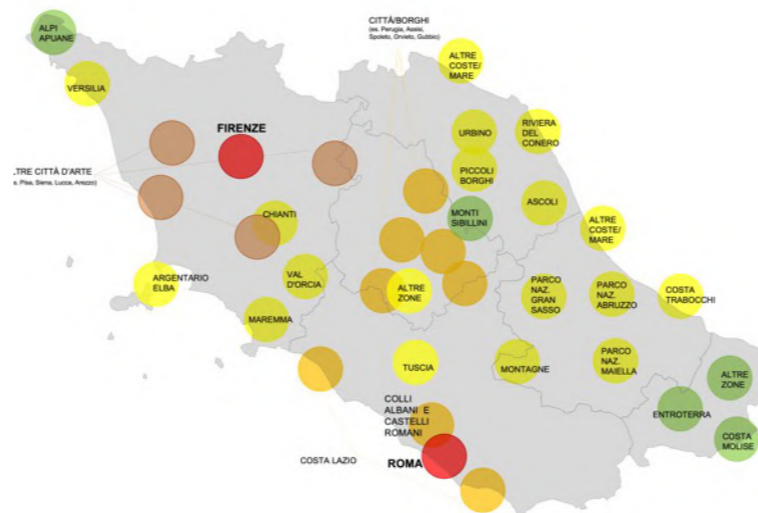 CITTÀ/BORGHI
(es. Perugia, Assisi,
Spoleto, Orvieto, Gubbio)
ALPI
APUANE
VERSILIA
ALTRE
COSTE/
MARE
FIRENZE
URBINO
RIVIERA
DEL
CONERO
LTRE CITTÀ D'ARTE
s. Pisa, Siena, Lucca, Arezzo)
PICCOLI
BORGHI
CHIANTI
MONTI
SIBILLINI
ASCOLI
ALTRE
COSTE/
MARE
ARGENTARIO
ELBA
VAL
D'ORCIA
ALTRE
ZONE
PARCO
NAZ.
GRAN
SASSO
PARCO
NAZ.
ABRUZZO
COSTA
TRABOCCHI
MAREMMA
TUSCIA
MONTAGNE
PARCO
NAZ.
MAIELLA
ALTRE
ZONE
COLLI
ALBANI E
CASTELLI
ROMANI
ENTROTERRA
COSTA
MOLISE
COSTA LAZIO
ROMA